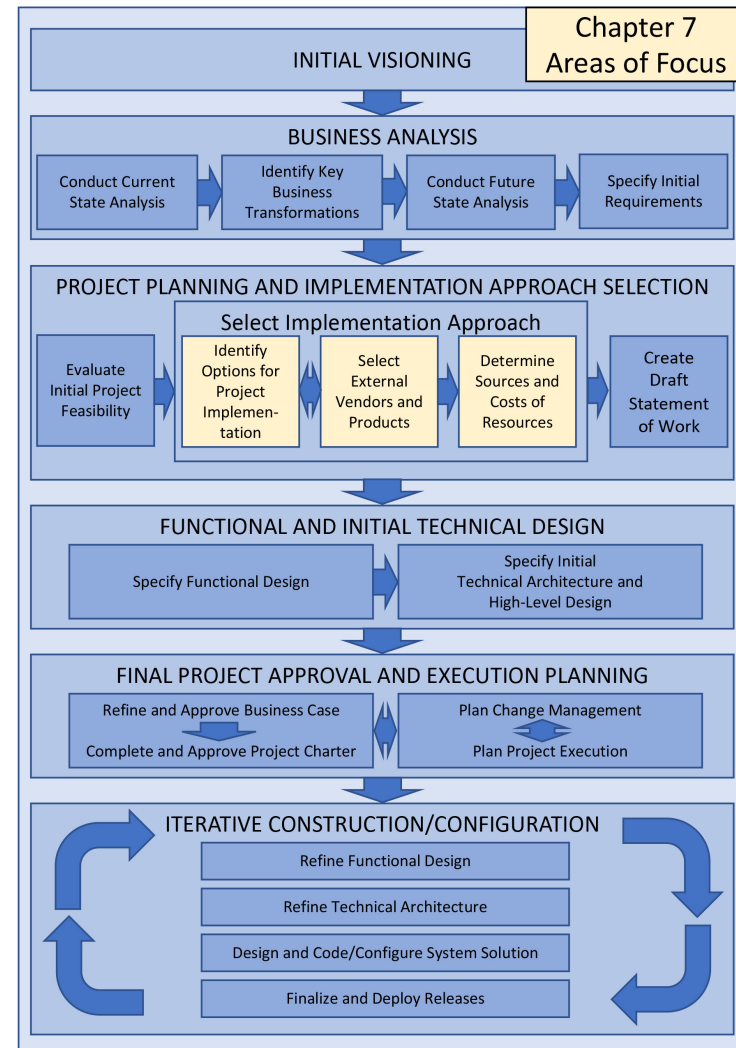 Chapter 7
Areas of Focus
INITIAL VISIONING
BUSINESS ANALYSIS
Conduct Current
State Analysis
Identify Key
Business
Transformations
Conduct Future
State Analysis
Specify Initial
Requirements
PROJECT PLANNING AND IMPLEMENTATION APPROACH SELECTION
Select Implementation Approach
Evaluate
Initial Project
Feasibility
Identify
Options for
Project
Implemen-
tation
Select
External
Vendors and
Products
Determine
Sources and
Costs of
Resources
Create
Draft
Statement
of Work
FUNCTIONAL AND INITIAL TECHNICAL DESIGN
Specify Functional Design
Specify Initial
Technical Architecture and
High-Level Design
FINAL PROJECT APPROVAL AND EXECUTION PLANNING
Refine and Approve Business Case
Complete and Approve Project Charter
Plan Change Management
Plan Project Execution
ITERATIVE CONSTRUCTION/CONFIGURATION
Refine Functional Design
Refine Technical Architecture
Design and Code/Configure System Solution
Finalize and Deploy Releases